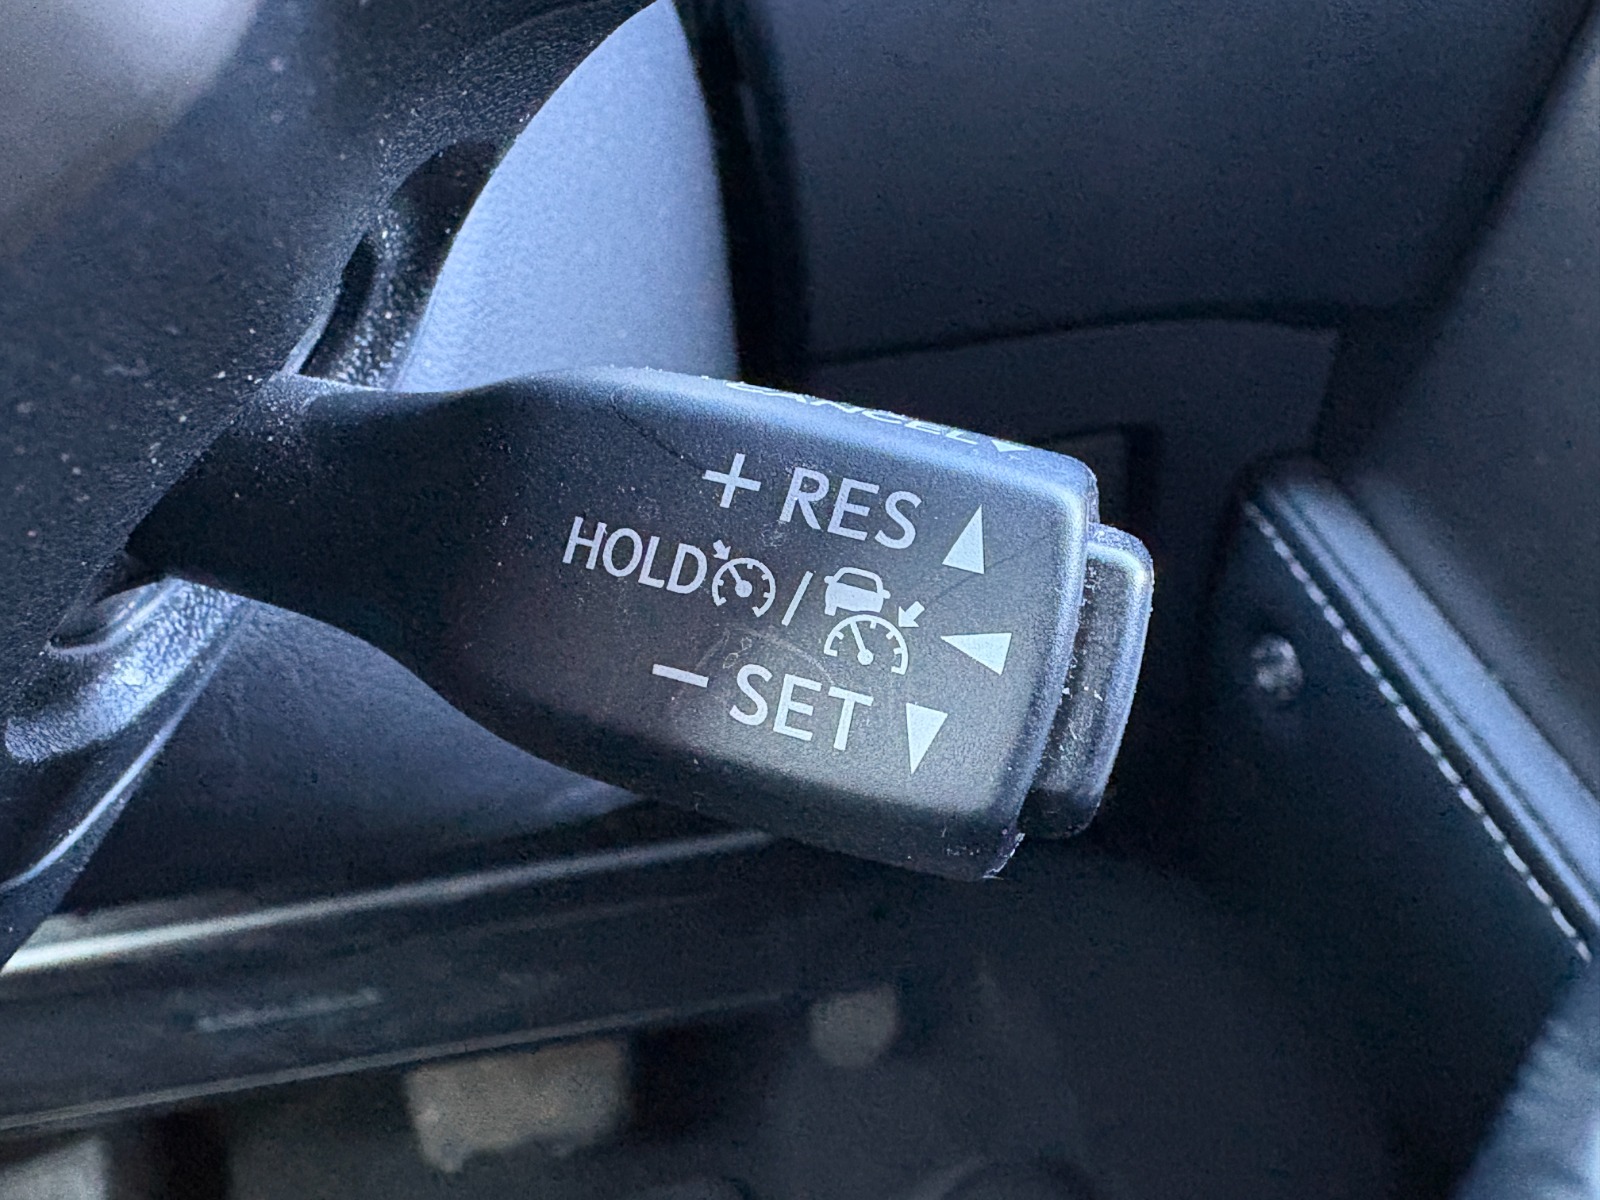 CANCEL
+ RES
HOLD /
− SET